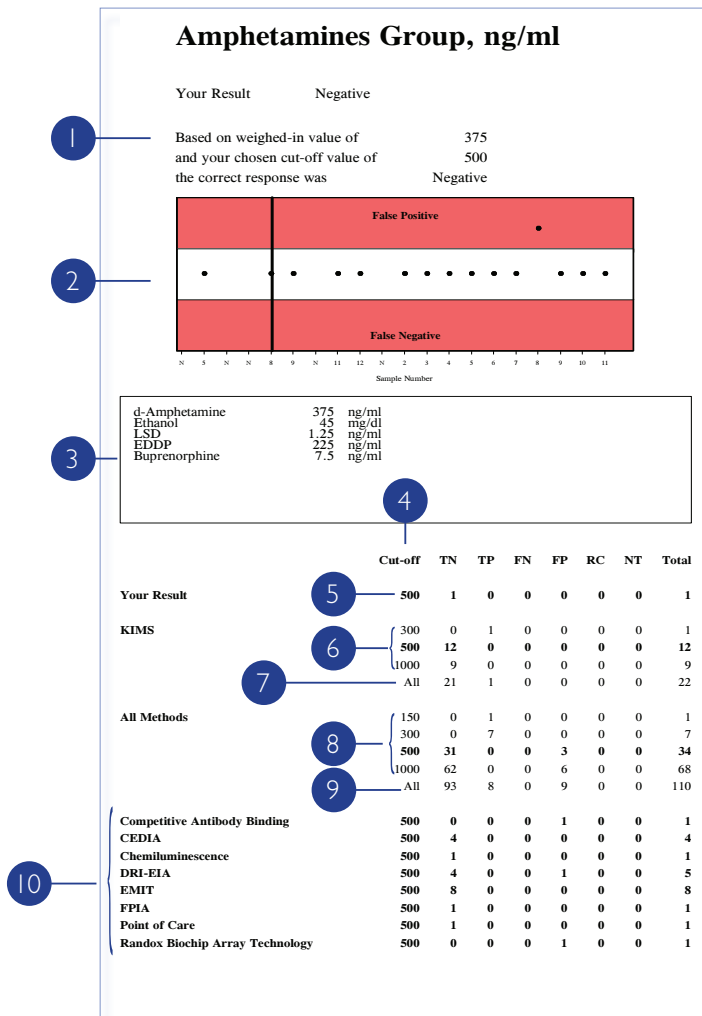 Amphetamines Group, ng/ml
Your Result Negative
1
Based on weighed-in value of 375
and your chosen cut-off value of 500
the correct response was Negative
False Positive
2
False Negative
N 5 N N 8 9 N 11 12 N 2 3 4 5 6 7 8 9 10 11
Sample Number
3
d-Amphetamine 375 ng/ml
Ethanol 45 mg/dl
LSD 1.25 ng/ml
EDDP 225 ng/ml
Buprenorphine 7.5 ng/ml
4
Cut-off TN TP FN FP RC NT Total
5
Your Result 500 1 0 0 0 0 0 1
6
KIMS 300 0 1 0 0 0 0 1
500 12 0 0 0 0 0 12
1000 9 0 0 0 0 0 9
7
All 21 1 0 0 0 0 22
8
All Methods 150 0 1 0 0 0 0 1
300 0 7 0 0 0 0 7
500 31 0 0 3 0 0 34
1000 62 0 0 6 0 0 68
9
All 93 8 0 9 0 0 110
10
Competitive Antibody Binding 500 0 0 0 1 0 0 1
CEDIA 500 4 0 0 0 0 0 4
Chemiluminescence 500 1 0 0 0 0 0 1
DRI-EIA 500 4 0 0 1 0 0 5
EMIT 500 8 0 0 0 0 0 8
FPIA 500 1 0 0 0 0 0 1
Point of Care 500 1 0 0 0 0 0 1
Randox Biochip Array Technology 500 0 0 0 1 0 0 1